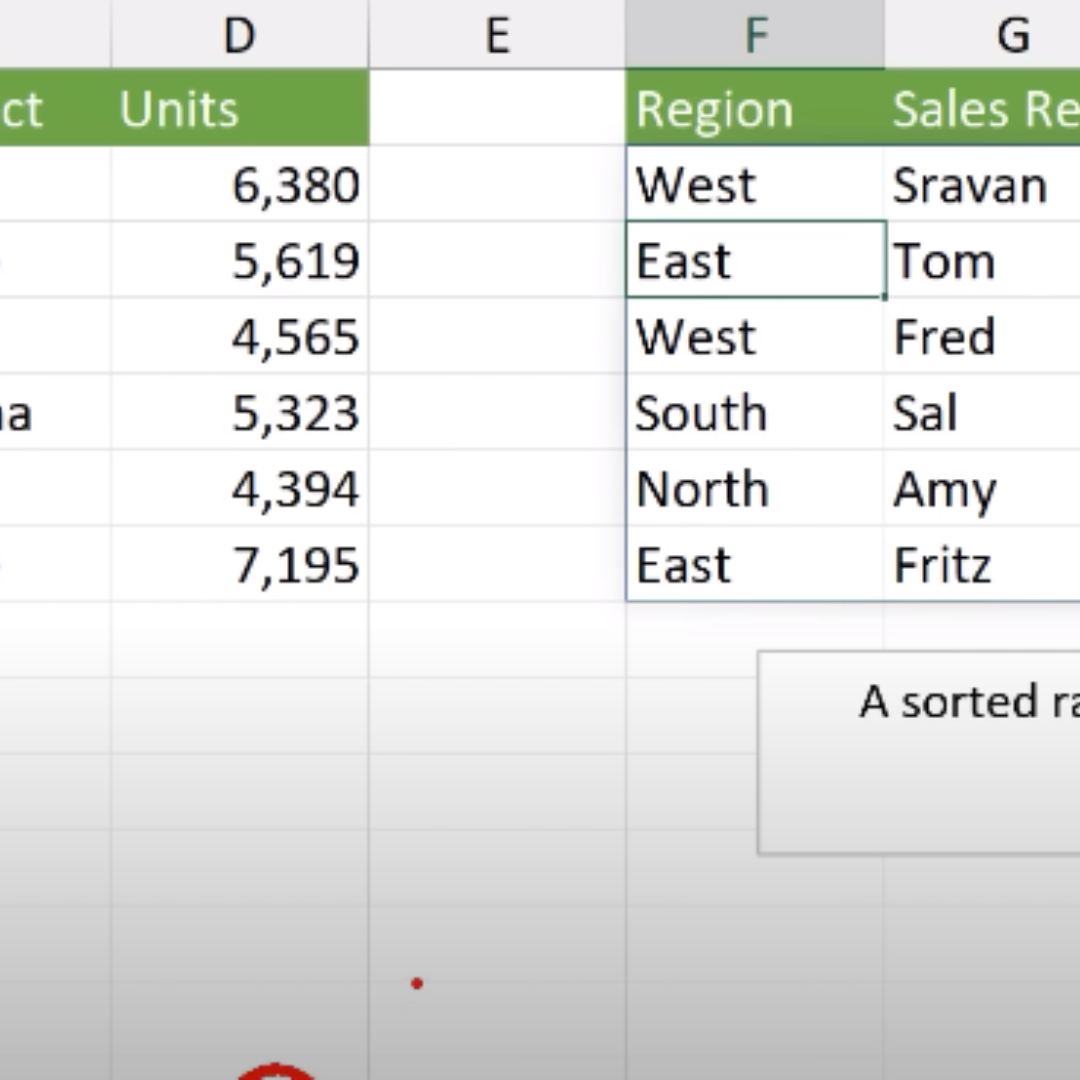 D E F G
ct Units Region Sales Re
6,380 West Sravan
5,619 East Tom
4,565 West Fred
na 5,323 South Sal
4,394 North Amy
7,195 East Fritz
A sorted ra